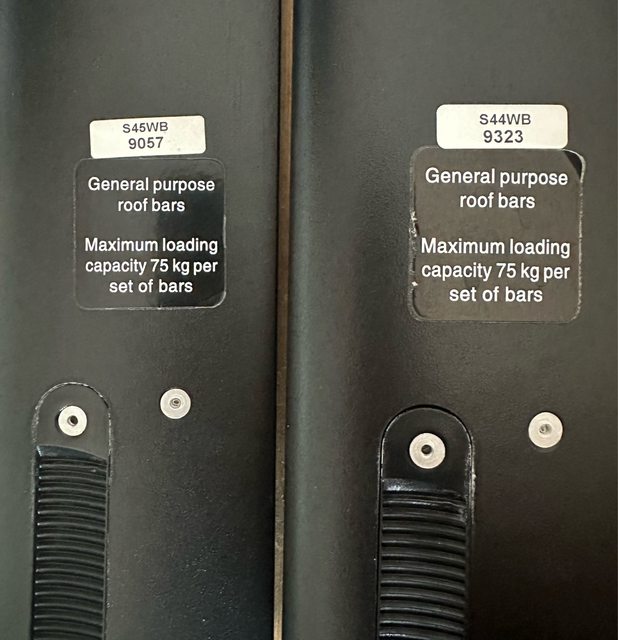 S45WB
9057
General purpose
roof bars
Maximum loading
capacity 75 kg per
set of bars
S44WB
9323
General purpose
roof bars
Maximum loading
capacity 75 kg per
set of bars